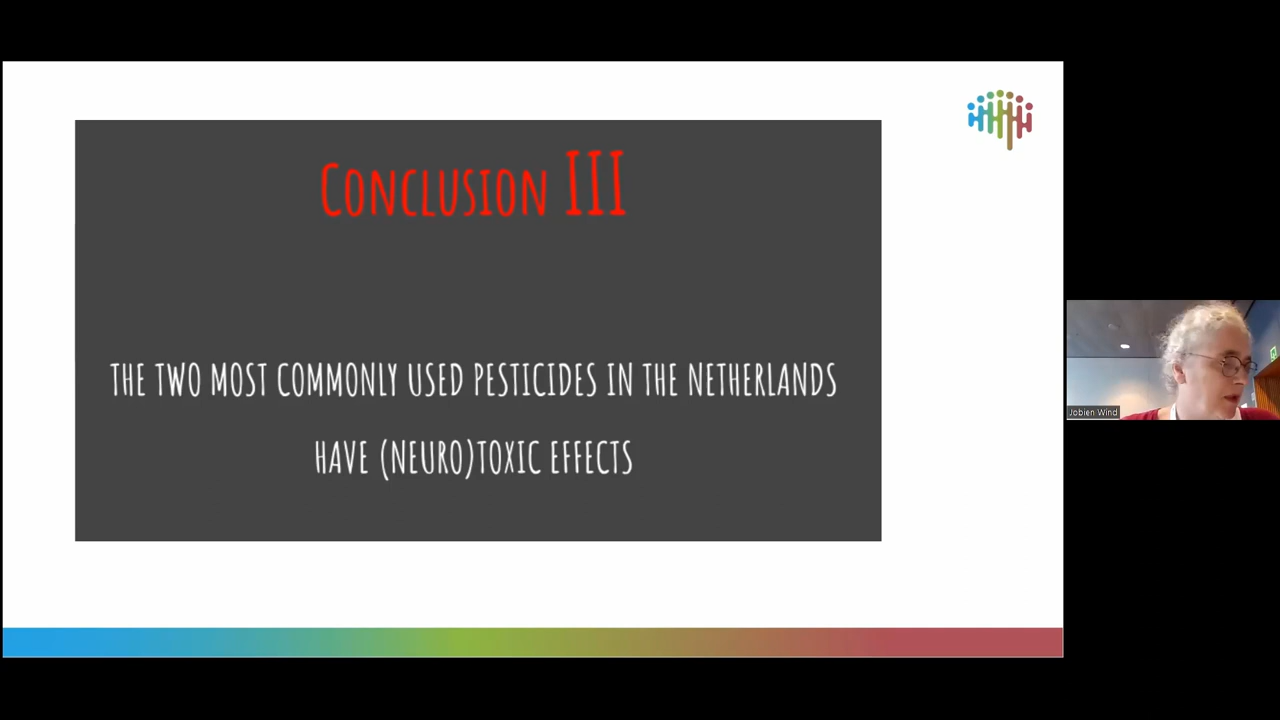 CONCLUSION III
THE TWO MOST COMMONLY USED PESTICIDES IN THE NETHERLANDS
HAVE (NEURO)TOXIC EFFECTS
Jobien Wind